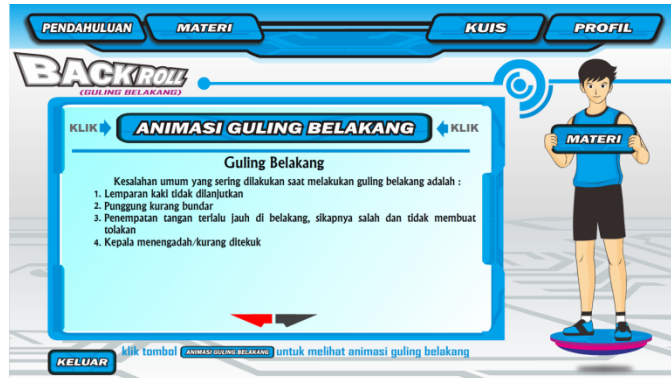 PENDAHULUAN MATERI KUIS PROFIL
BACK ROLL
(GULING BELAKANG)
KLIK ANIMASI GULING BELAKANG KLIK
MATERI
Guling Belakang
Kesalahan umum yang sering dilakukan saat melakukan guling belakang adalah :
1. Lemparan kaki tidak dilanjutkan
2. Punggung kurang bundar
3. Penempatan tangan terlalu jauh di belakang, sikapnya salah dan tidak membuat
tolakan
4. Kepala menengadah/kurang ditekuk
klik tombol ANIMASI GULING BELAKANG untuk melihat animasi guling belakang
KELUAR